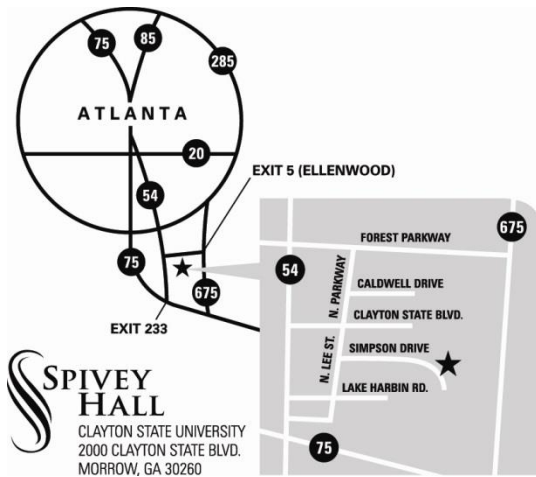 75
85
285
ATLANTA
20
EXIT 5 (ELLENWOOD)
54
75
675
EXIT 233
675
FOREST PARKWAY
54
N. PARKWAY
CALDWELL DRIVE
CLAYTON STATE BLVD.
N. LEE ST.
SIMPSON DRIVE
LAKE HARBIN RD.
75
SPIVEY
HALL
CLAYTON STATE UNIVERSITY
2000 CLAYTON STATE BLVD.
MORROW, GA 30260